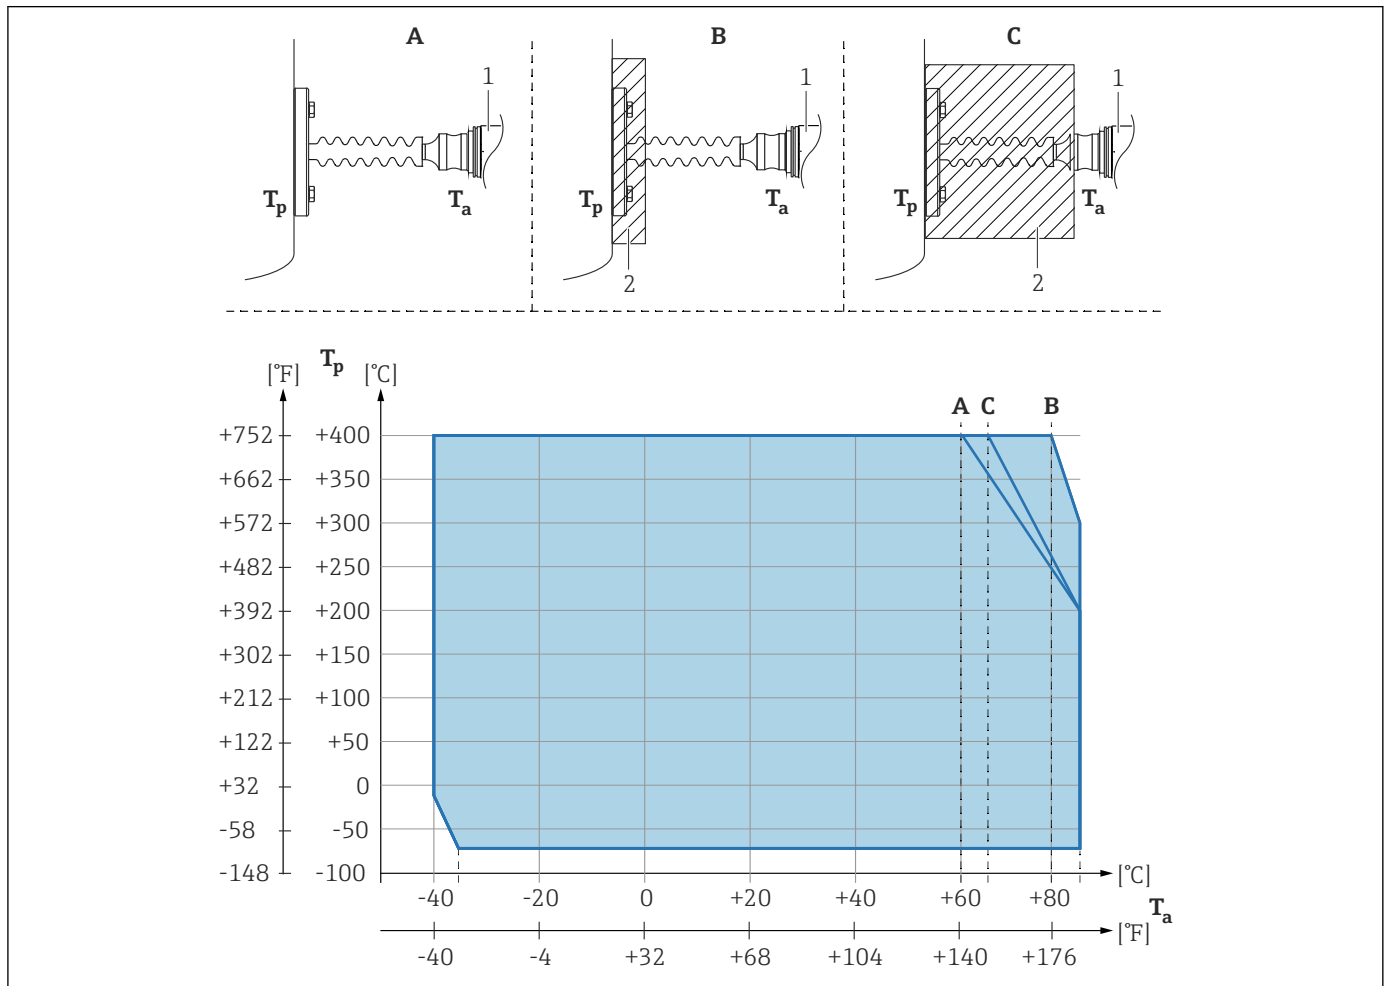 A B C
1 1 1
Tp Ta Tp Ta Tp Ta
2 2
Tp
[°F] [°C]
A C B
+752 +400
+662 +350
+572 +300
+482 +250
+392 +200
+302 +150
+212 +100
+122 +50
+32 0
-58 -50
-148 -100
[°C]
-40 -20 0 +20 +40 +60 +80
Ta
[°F]
-40 -4 +32 +68 +104 +140 +176